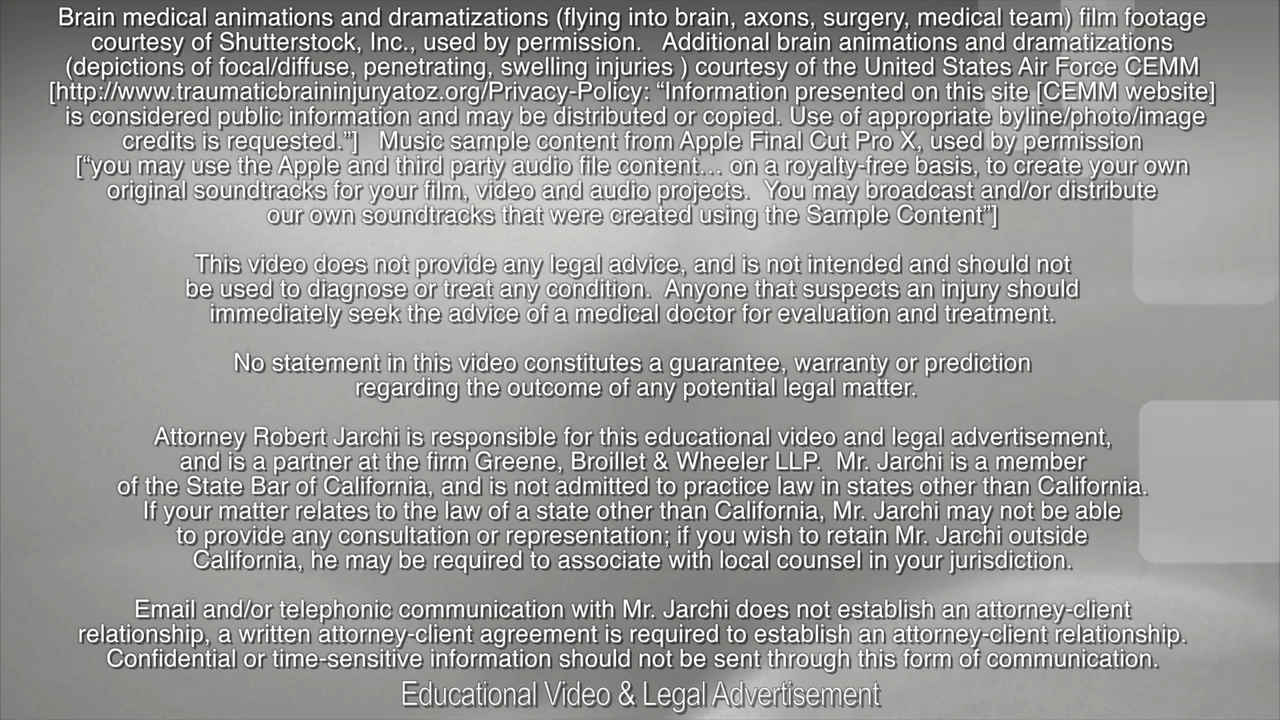 Brain medical animations and dramatizations (flying into brain, axons, surgery, medical team) film footage
courtesy of Shutterstock, Inc., used by permission.   Additional brain animations and dramatizations
(depictions of focal/diffuse, penetrating, swelling injuries ) courtesy of the United States Air Force CEMM
[http://www.traumaticbraininjuryatoz.org/Privacy-Policy: “Information presented on this site [CEMM website]
is considered public information and may be distributed or copied. Use of appropriate byline/photo/image
credits is requested.”]   Music sample content from Apple Final Cut Pro X, used by permission
[“you may use the Apple and third party audio file content… on a royalty-free basis, to create your own
original soundtracks for your film, video and audio projects.  You may broadcast and/or distribute
our own soundtracks that were created using the Sample Content”]
This video does not provide any legal advice, and is not intended and should not
be used to diagnose or treat any condition.  Anyone that suspects an injury should
immediately seek the advice of a medical doctor for evaluation and treatment.
No statement in this video constitutes a guarantee, warranty or prediction
regarding the outcome of any potential legal matter.
Attorney Robert Jarchi is responsible for this educational video and legal advertisement,
and is a partner at the firm Greene, Broillet & Wheeler LLP.  Mr. Jarchi is a member
of the State Bar of California, and is not admitted to practice law in states other than California.
If your matter relates to the law of a state other than California, Mr. Jarchi may not be able
to provide any consultation or representation; if you wish to retain Mr. Jarchi outside
California, he may be required to associate with local counsel in your jurisdiction.
Email and/or telephonic communication with Mr. Jarchi does not establish an attorney-client
relationship, a written attorney-client agreement is required to establish an attorney-client relationship.
Confidential or time-sensitive information should not be sent through this form of communication.
Educational Video & Legal Advertisement